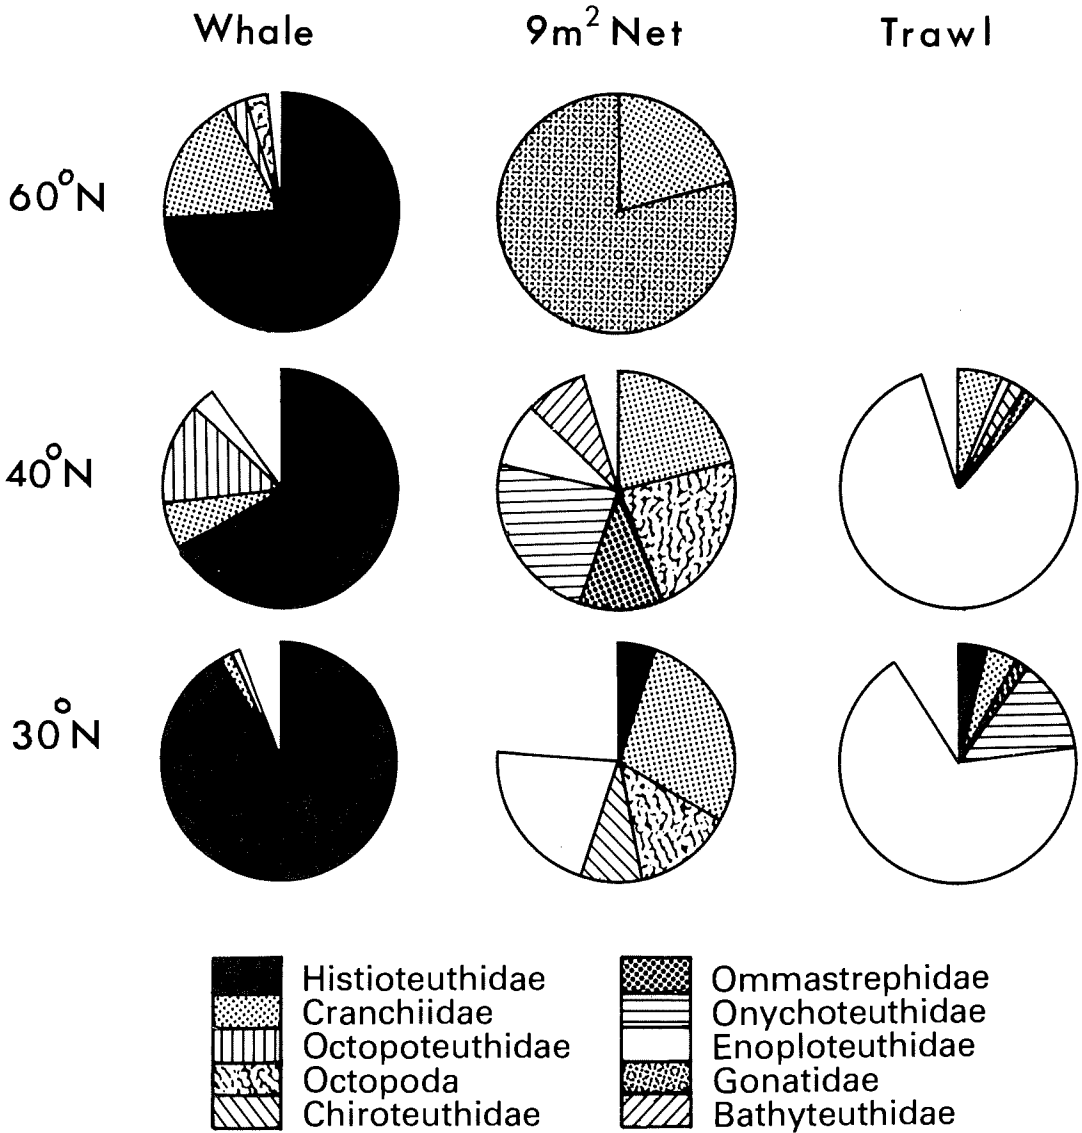 Whale 9m² Net Trawl
60°N
40°N
30°N
Histioteuthidae Ommastrephidae
Cranchiidae Onychoteuthidae
Octopoteuthidae Enoploteuthidae
Octopoda Gonatidae
Chiroteuthidae Bathyteuthidae